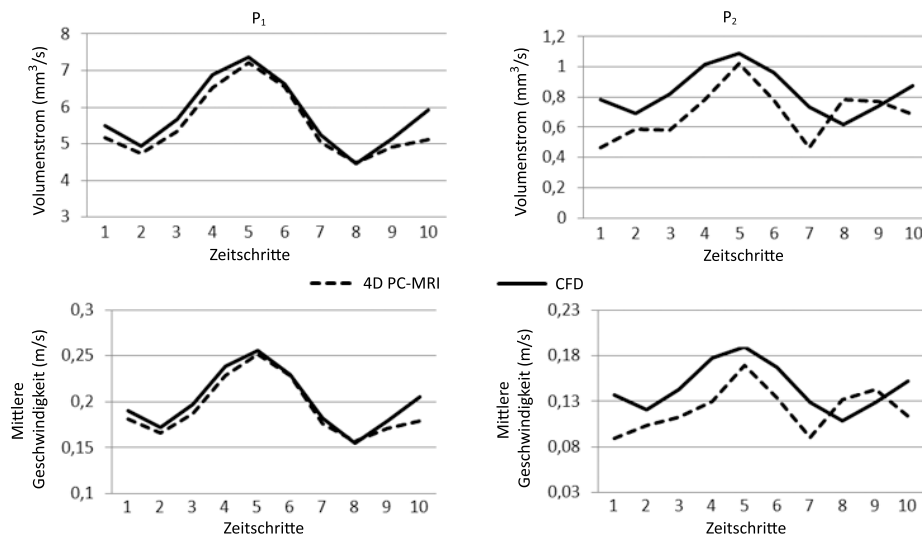 P1
Volumenstrom (mm³/s)
8
7
6
5
4
3
1 2 3 4 5 6 7 8 9 10
Zeitschritte
P2
Volumenstrom (mm³/s)
1,2
1
0,8
0,6
0,4
0,2
0
1 2 3 4 5 6 7 8 9 10
Zeitschritte
4D PC-MRI
CFD
Mittlere
Geschwindigkeit (m/s)
0,3
0,25
0,2
0,15
0,1
1 2 3 4 5 6 7 8 9 10
Zeitschritte
Mittlere
Geschwindigkeit (m/s)
0,23
0,18
0,13
0,08
0,03
1 2 3 4 5 6 7 8 9 10
Zeitschritte